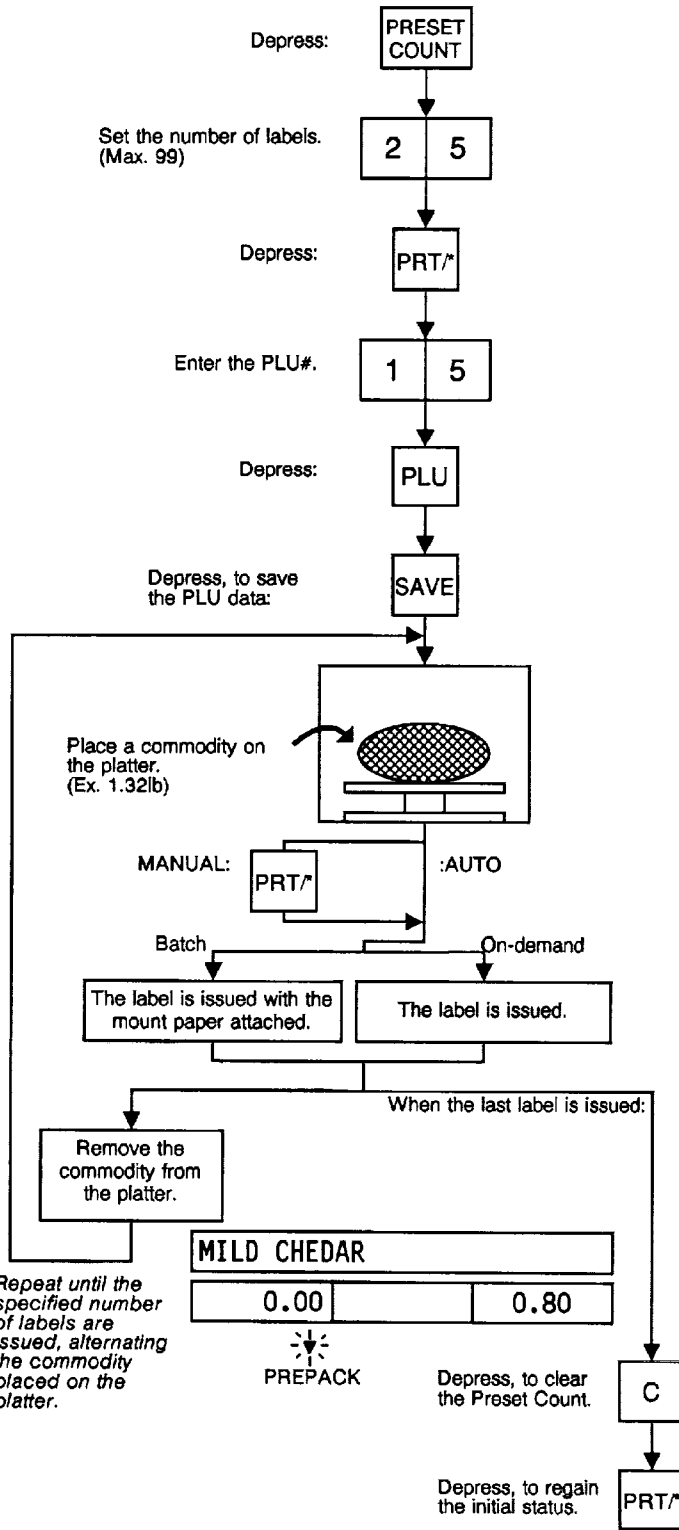 Depress:
PRESET
COUNT
Set the number of labels.
(Max. 99)
2 5
Depress:
PRT/*
Enter the PLU#.
1 5
Depress:
PLU
Depress, to save
the PLU data:
SAVE
Place a commodity on
the platter.
(Ex. 1.32lb)
MANUAL:
PRT/*
:AUTO
Batch
On-demand
The label is issued with the
mount paper attached.
The label is issued.
When the last label is issued:
Remove the
commodity from
the platter.
MILD CHEDAR
0.00 0.80
PREPACK
Repeat until the
specified number
of labels are
issued, alternating
the commodity
placed on the
platter.
Depress, to clear
the Preset Count.
C
Depress, to regain
the initial status.
PRT/*